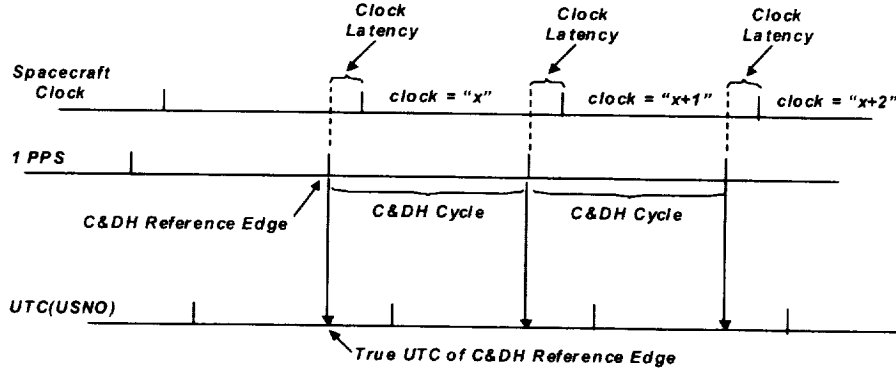 Clock
Latency
Clock
Latency
Clock
Latency
Spacecraft
Clock
clock = "x"
clock = "x+1"
clock = "x+2"
1 PPS
C&DH Reference Edge
C&DH Cycle
C&DH Cycle
UTC(USNO)
True UTC of C&DH Reference Edge